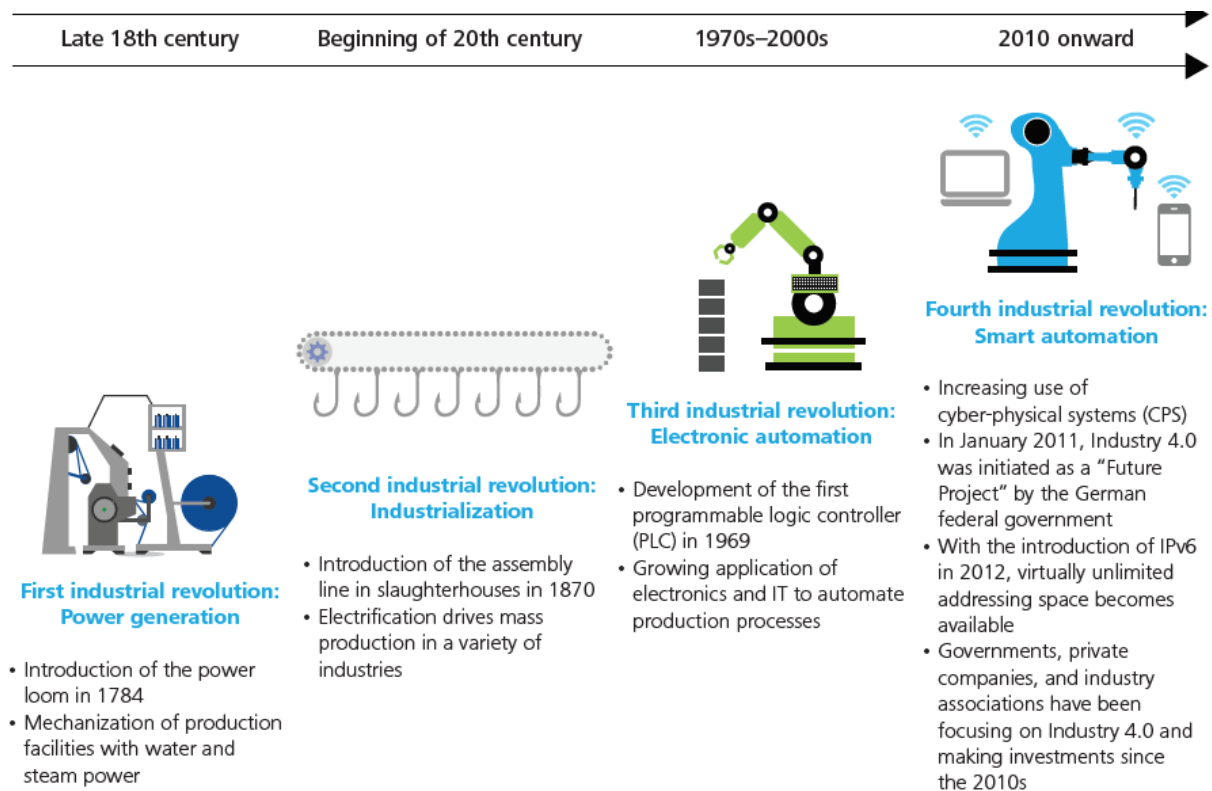 Late 18th century
Beginning of 20th century
1970s–2000s
2010 onward
First industrial revolution:
Power generation
• Introduction of the power
loom in 1784
• Mechanization of production
facilities with water and
steam power
Second industrial revolution:
Industrialization
• Introduction of the assembly
line in slaughterhouses in 1870
• Electrification drives mass
production in a variety of
industries
Third industrial revolution:
Electronic automation
• Development of the first
programmable logic controller
(PLC) in 1969
• Growing application of
electronics and IT to automate
production processes
Fourth industrial revolution:
Smart automation
• Increasing use of
cyber-physical systems (CPS)
• In January 2011, Industry 4.0
was initiated as a “Future
Project” by the German
federal government
• With the introduction of IPv6
in 2012, virtually unlimited
addressing space becomes
available
• Governments, private
companies, and industry
associations have been
focusing on Industry 4.0 and
making investments since
the 2010s